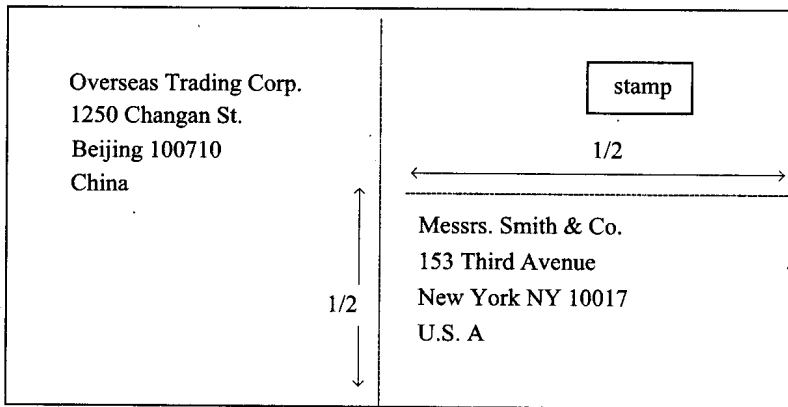 Overseas Trading Corp.
1250 Changan St.
Beijing 100710
China
stamp
1/2
1/2
Messrs. Smith & Co.
153 Third Avenue
New York NY 10017
U.S. A